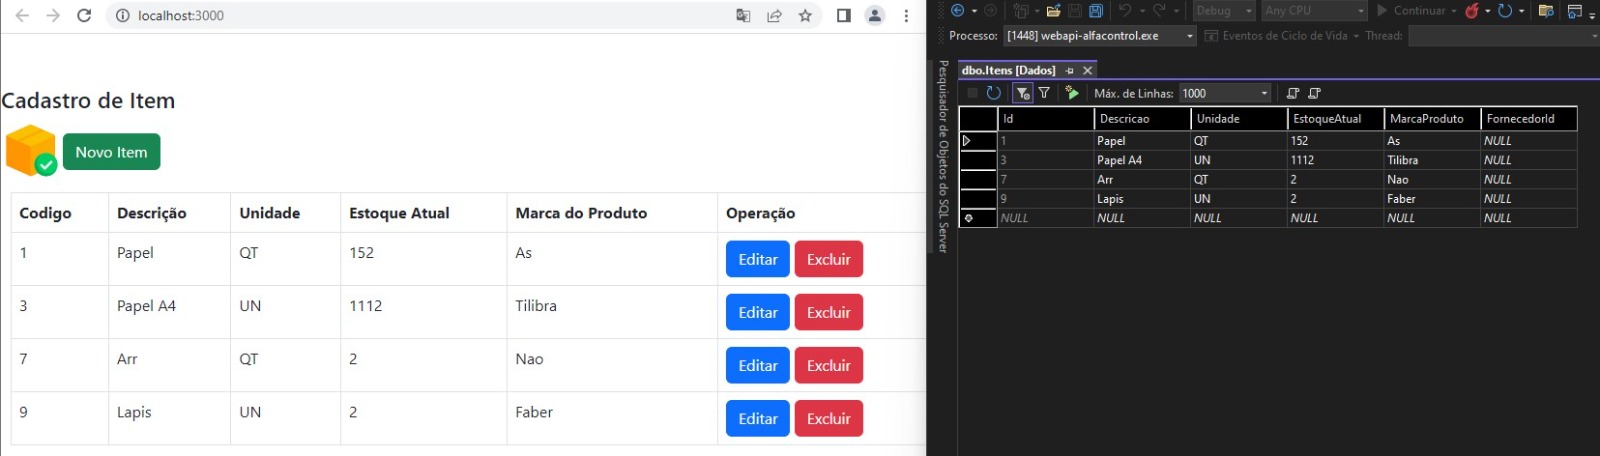 localhost:3000
Cadastro de Item
Novo Item
Codigo Descrição Unidade Estoque Atual Marca do Produto Operação
1 Papel QT 152 As Editar Excluir
3 Papel A4 UN 1112 Tilibra Editar Excluir
7 Arr QT 2 Nao Editar Excluir
9 Lapis UN 2 Faber Editar Excluir
Debug Any CPU Continuar
Processo: [1448] webapi-alfacontrol.exe Eventos de Ciclo de Vida Thread:
Pesquisador de Objetos do SQL Server
dbo.Itens [Dados]
Máx. de Linhas: 1000
Id Descricao Unidade EstoqueAtual MarcaProduto FornecedorId
1 Papel QT 152 As NULL
3 Papel A4 UN 1112 Tilibra NULL
7 Arr QT 2 Nao NULL
9 Lapis UN 2 Faber NULL
NULL NULL NULL NULL NULL NULL